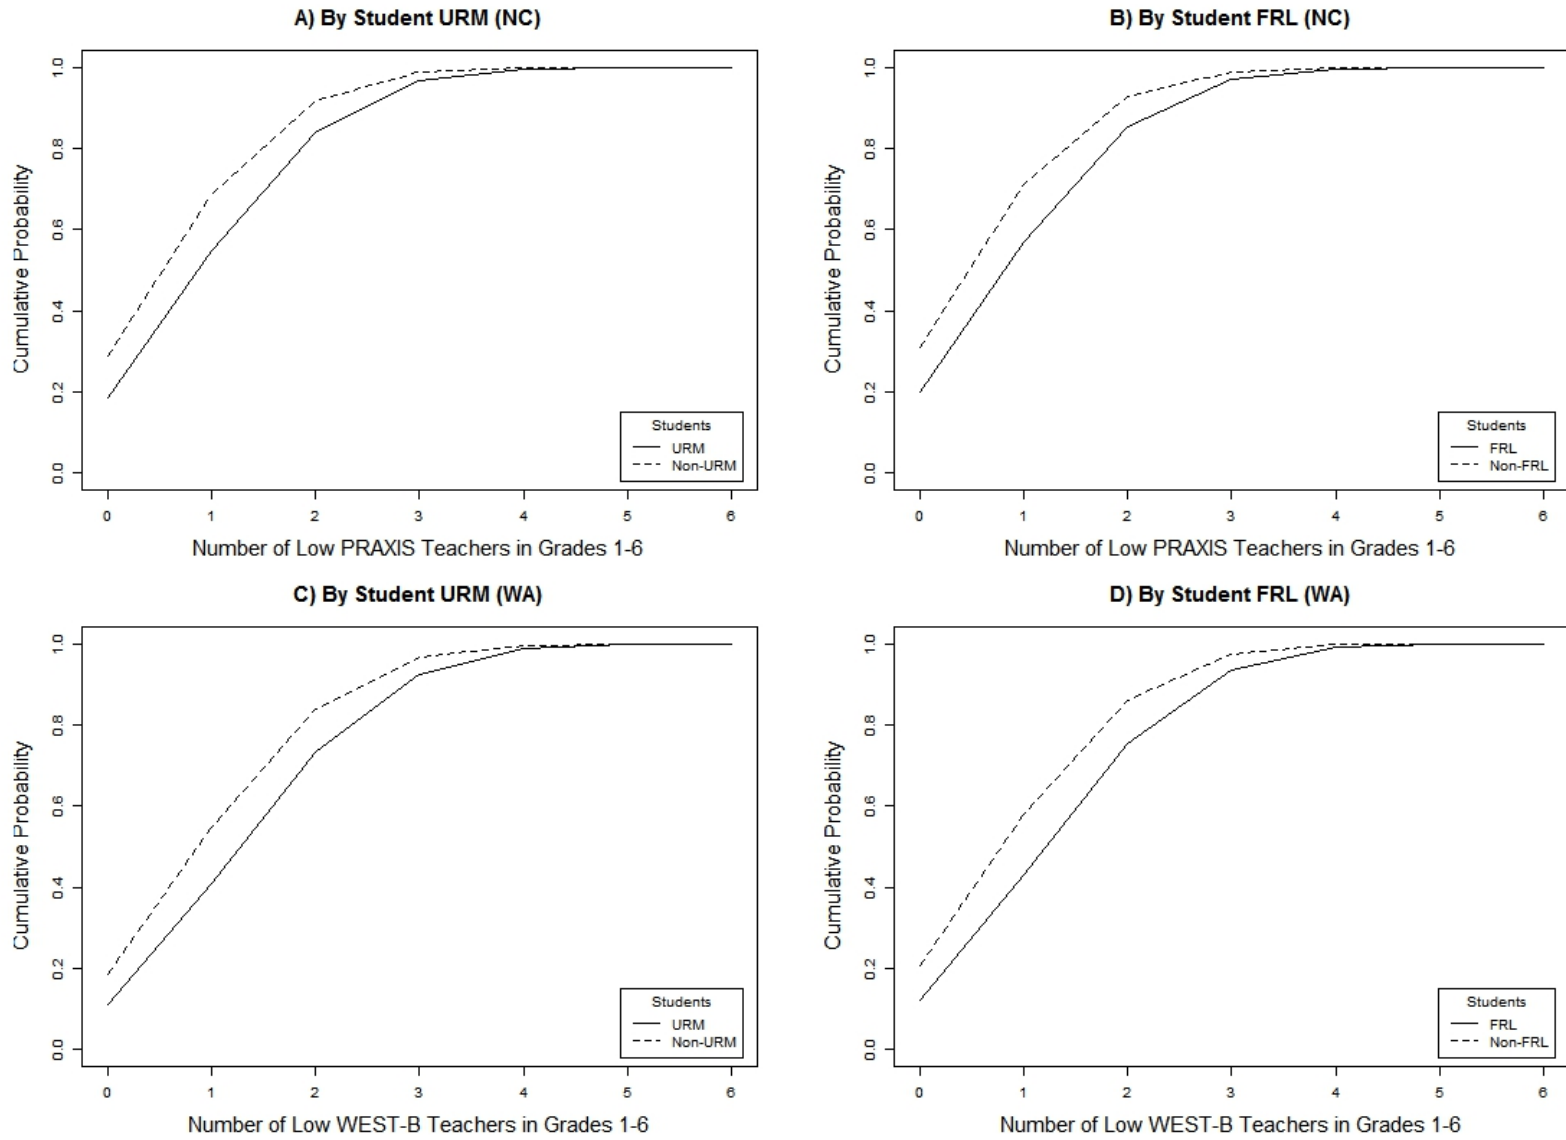 A) By Student URM (NC)
Cumulative Probability
1.0
0.8
0.6
0.4
0.2
0.0
Students
URM
Non-URM
0 1 2 3 4 5 6
Number of Low PRAXIS Teachers in Grades 1-6
B) By Student FRL (NC)
Cumulative Probability
1.0
0.8
0.6
0.4
0.2
0.0
Students
FRL
Non-FRL
0 1 2 3 4 5 6
Number of Low PRAXIS Teachers in Grades 1-6
C) By Student URM (WA)
Cumulative Probability
1.0
0.8
0.6
0.4
0.2
0.0
Students
URM
Non-URM
0 1 2 3 4 5 6
Number of Low WEST-B Teachers in Grades 1-6
D) By Student FRL (WA)
Cumulative Probability
1.0
0.8
0.6
0.4
0.2
0.0
Students
FRL
Non-FRL
0 1 2 3 4 5 6
Number of Low WEST-B Teachers in Grades 1-6